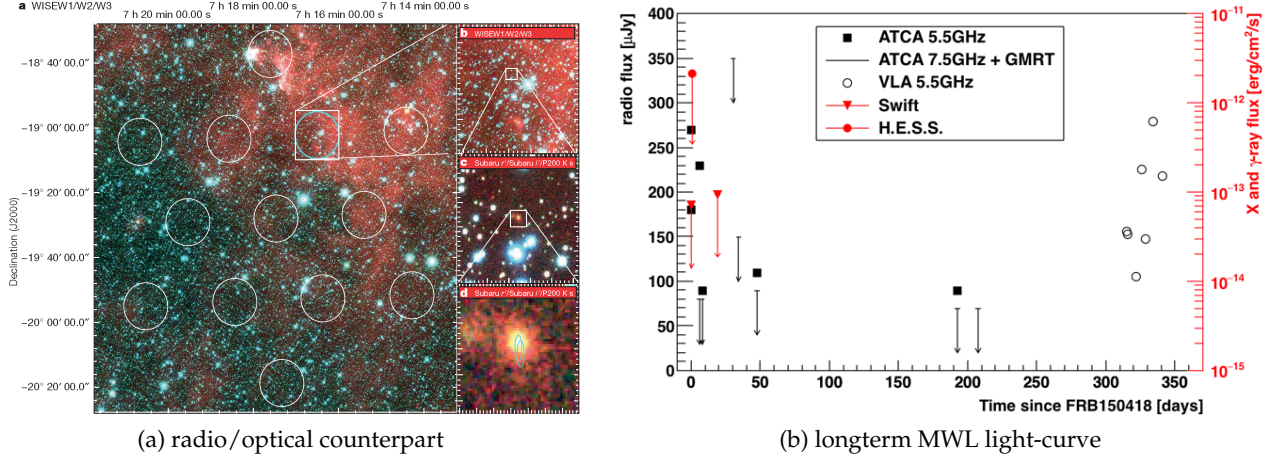 a WISEW1/W2/W3
7 h 20 min 00.00 s 7 h 18 min 00.00 s 7 h 16 min 00.00 s 7 h 14 min 00.00 s
Declination (J2000)
−18° 40′ 00.0″
−19° 00′ 00.0″
−19° 20′ 00.0″
−19° 40′ 00.0″
−20° 00′ 00.0″
−20° 20′ 00.0″
b WISEW1/W2/W3
c Subaru r′/Subaru i′/P200 K s
d Subaru r′/Subaru i′/P200 K s
(a) radio/optical counterpart
radio flux [μJy]
400
350
300
250
200
150
100
50
0
ATCA 5.5GHz
ATCA 7.5GHz + GMRT
VLA 5.5GHz
Swift
H.E.S.S.
X and γ-ray flux [erg/cm²/s]
10⁻¹¹
10⁻¹²
10⁻¹³
10⁻¹⁴
10⁻¹⁵
0 50 100 150 200 250 300 350
Time since FRB150418 [days]
(b) longterm MWL light-curve